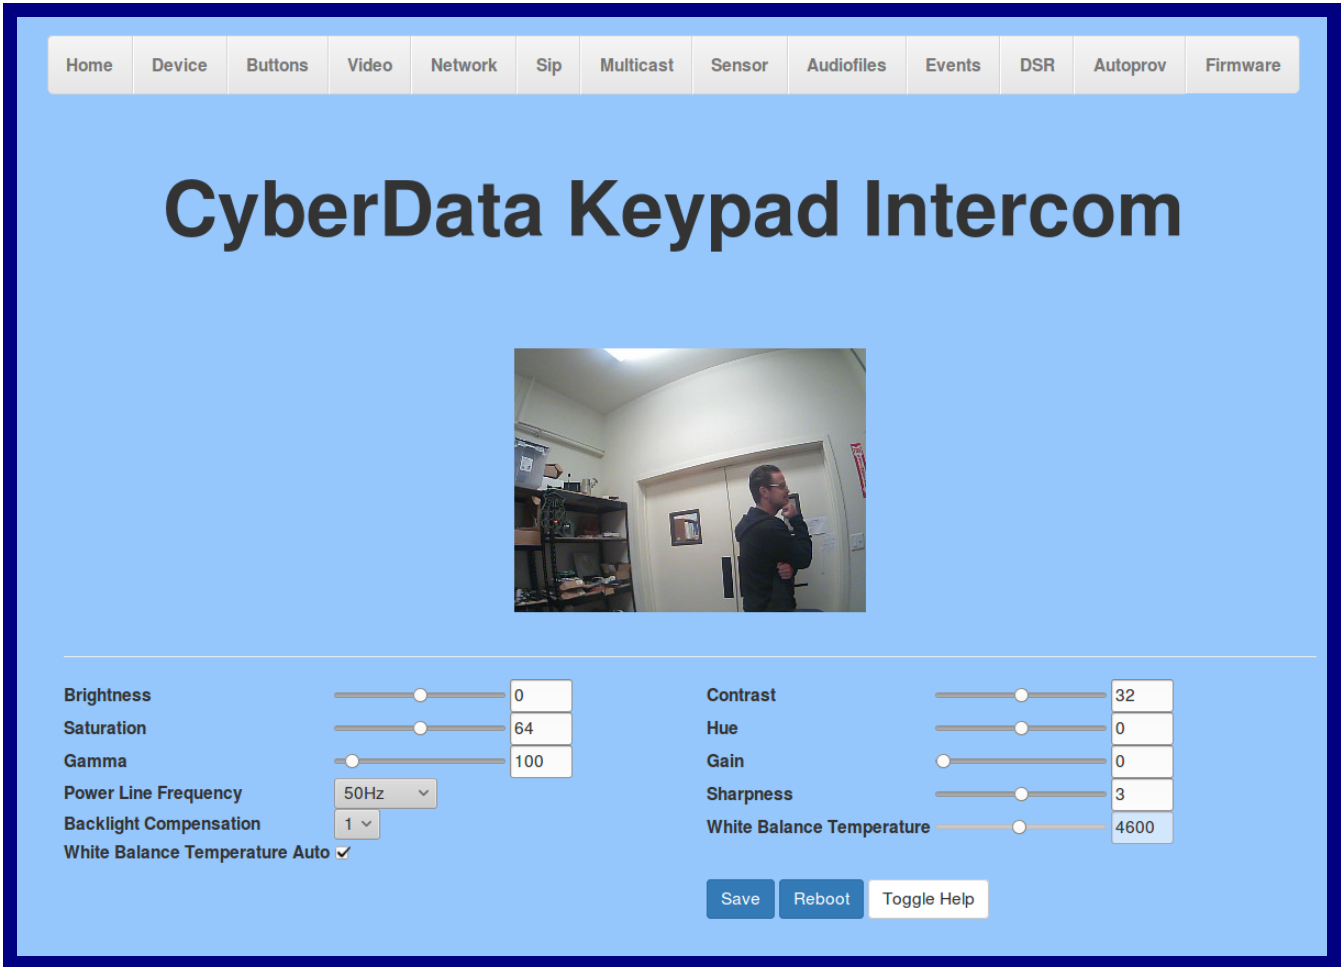 Home Device Buttons Video Network Sip Multicast Sensor Audiofiles Events DSR Autoprov Firmware
CyberData Keypad Intercom
Brightness 0 Contrast 32
Saturation 64 Hue 0
Gamma 100 Gain 0
Power Line Frequency 50Hz Sharpness 3
Backlight Compensation 1 White Balance Temperature 4600
White Balance Temperature Auto
Save Reboot Toggle Help